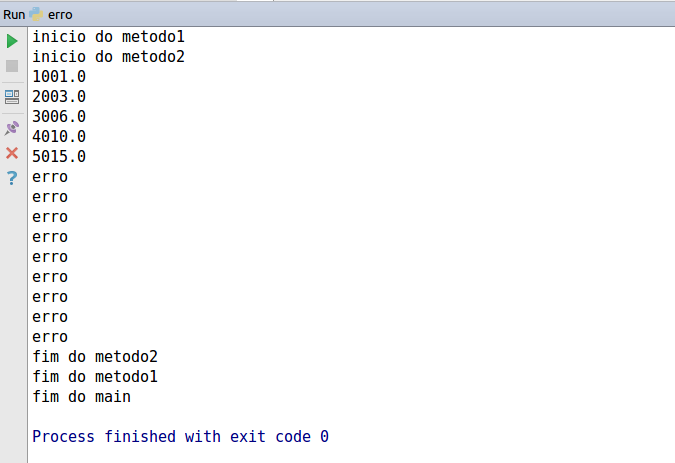 Run erro
inicio do metodo1
inicio do metodo2
1001.0
2003.0
3006.0
4010.0
5015.0
erro
erro
erro
erro
erro
erro
erro
erro
erro
fim do metodo2
fim do metodo1
fim do main
Process finished with exit code 0